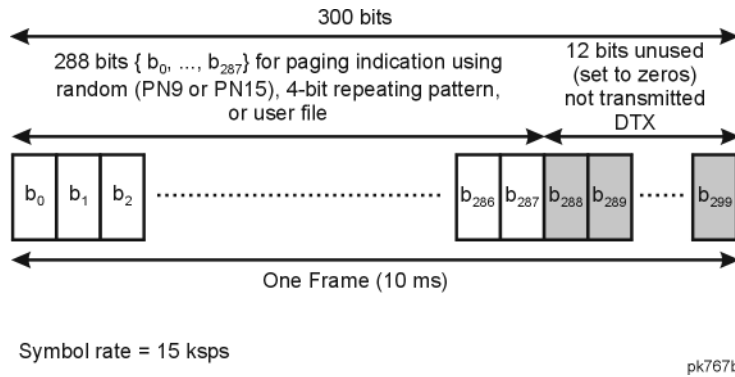 300 bits
288 bits { b0, ..., b287} for paging indication using
random (PN9 or PN15), 4-bit repeating pattern,
or user file
12 bits unused
(set to zeros)
not transmitted
DTX
b0 b1 b2 b286 b287 b288 b289 b299
One Frame (10 ms)
Symbol rate = 15 ksps
pk767b